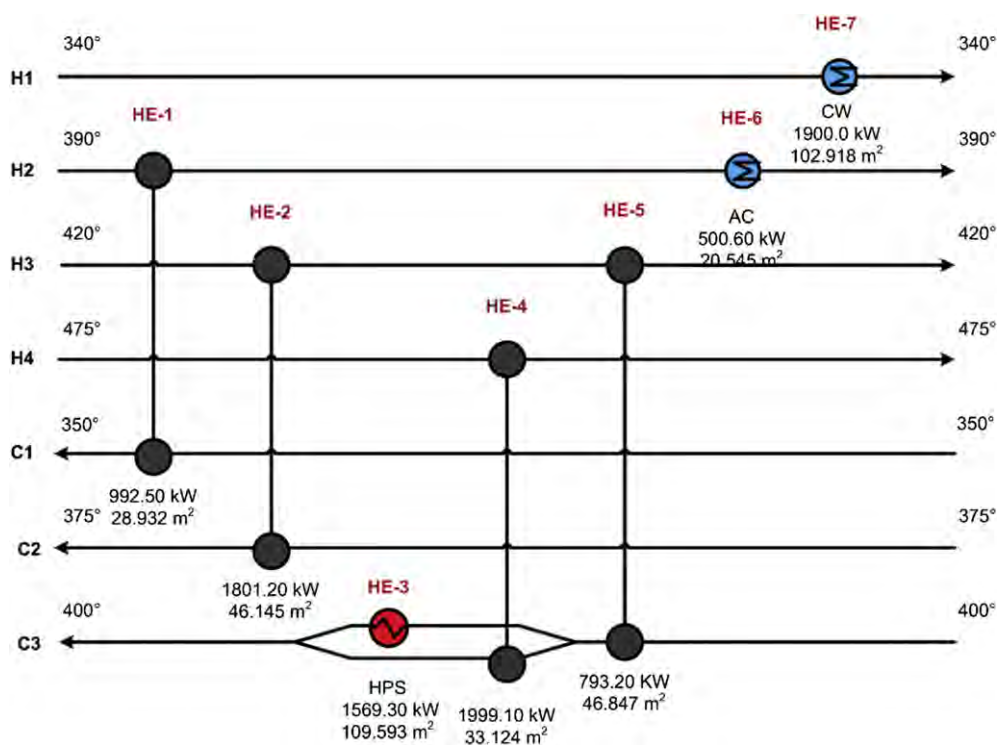 HE-7
340°
340°
H1
HE-1
HE-6
CW
1900.0 kW
102.918 m²
390°
390°
H2
HE-2
HE-5
AC
500.60 kW
20.545 m²
420°
420°
H3
HE-4
475°
475°
H4
350°
350°
C1
992.50 kW
28.932 m²
375°
375°
C2
1801.20 kW
46.145 m²
HE-3
400°
400°
C3
HPS
1569.30 kW
109.593 m²
1999.10 kW
33.124 m²
793.20 KW
46.847 m²